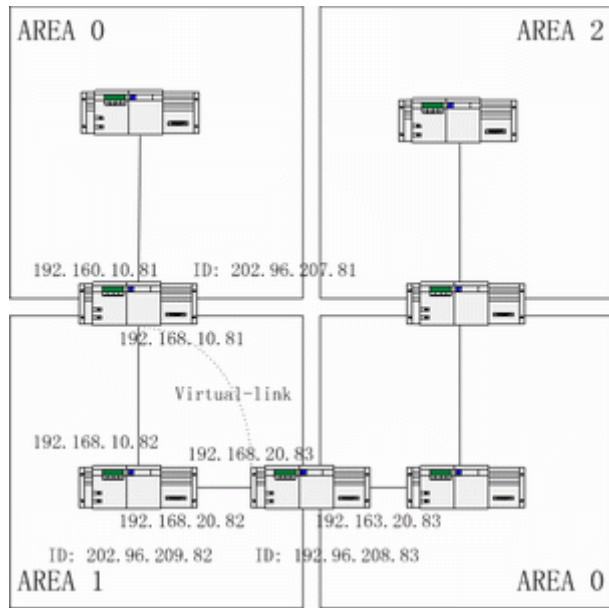 AREA 0
AREA 2
192.160.10.81
ID: 202.96.207.81
192.168.10.81
Virtual-link
192.168.10.82
192.168.20.83
192.168.20.82
192.163.20.83
ID: 202.96.209.82
ID: 192.96.208.83
AREA 1
AREA 0